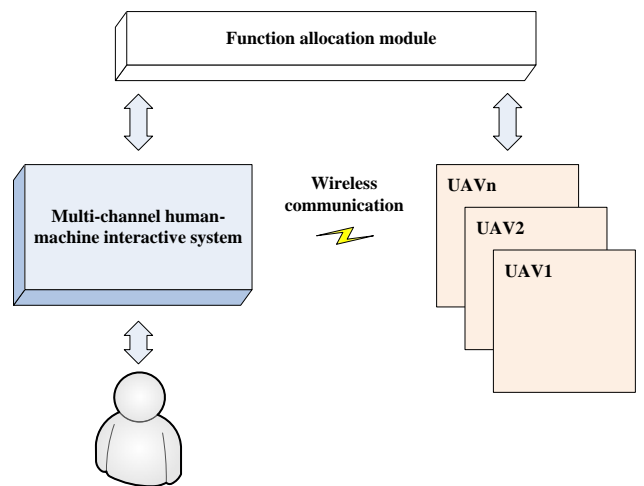 Function allocation module
Multi-channel human-
machine interactive system
Wireless
communication
UAVn
UAV2
UAV1